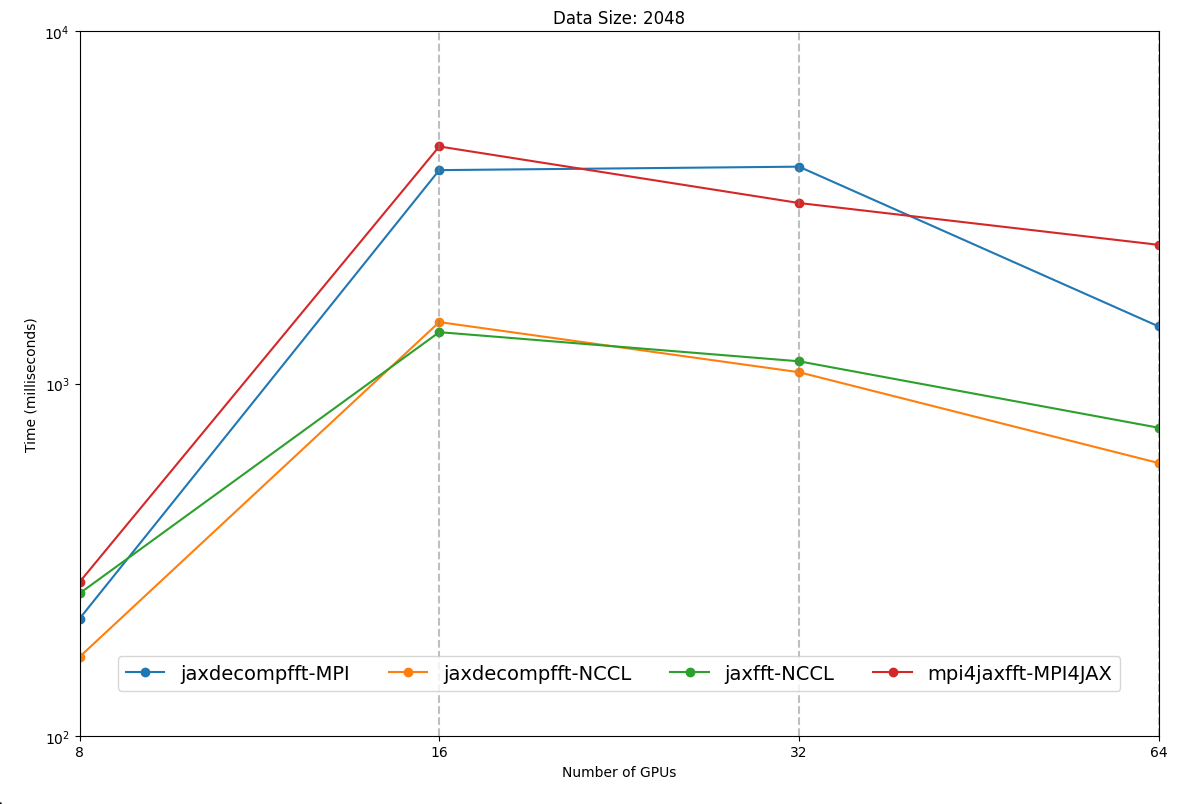 Data Size: 2048
10^4
10^3
10^2
Time (milliseconds)
jaxdecompfft-MPI
jaxdecompfft-NCCL
jaxfft-NCCL
mpi4jaxfft-MPI4JAX
8
16
32
64
Number of GPUs